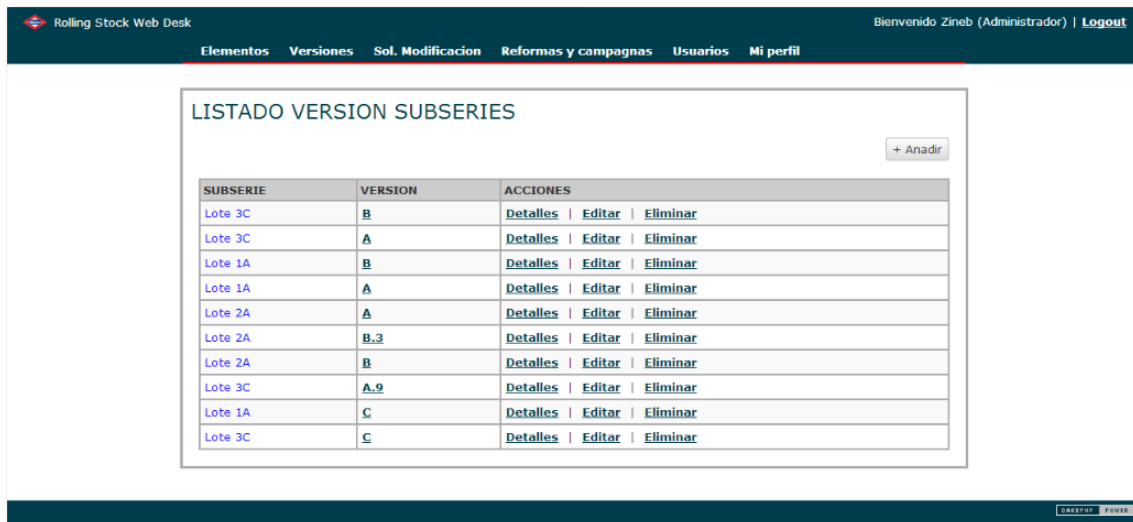 Rolling Stock Web Desk
Bienvenido Zineb (Administrador) | Logout
Elementos Versiones Sol. Modificacion Reformas y campagnas Usuarios Mi perfil
LISTADO VERSION SUBSERIES
+ Anadir
SUBSERIE VERSION ACCIONES
Lote 3C B Detalles | Editar | Eliminar
Lote 3C A Detalles | Editar | Eliminar
Lote 1A B Detalles | Editar | Eliminar
Lote 1A A Detalles | Editar | Eliminar
Lote 2A A Detalles | Editar | Eliminar
Lote 2A B.3 Detalles | Editar | Eliminar
Lote 2A B Detalles | Editar | Eliminar
Lote 3C A.9 Detalles | Editar | Eliminar
Lote 1A C Detalles | Editar | Eliminar
Lote 3C C Detalles | Editar | Eliminar
POWER